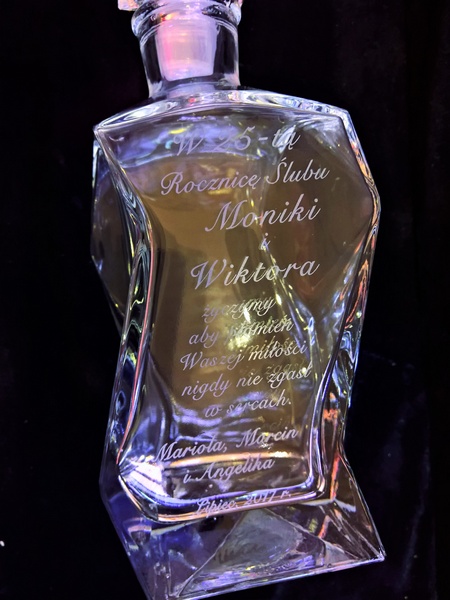 W 25-tą
Rocznicę Ślubu
Moniki
i
Wiktora
życzymy
aby płomień
Waszej miłości
nigdy nie zgasł
w sercach.
Mariola, Marcin
i Angelika
Lipiec 2017 r.